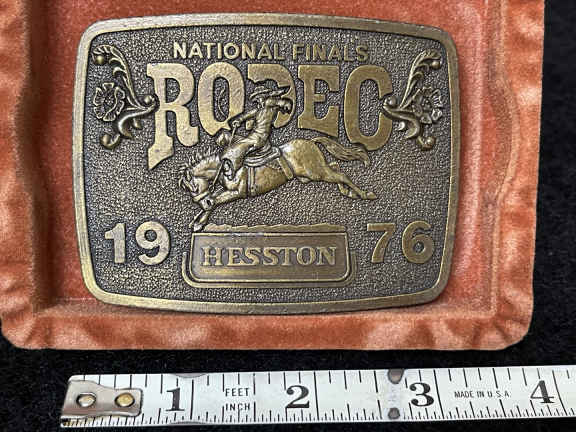 NATIONAL FINALS
RODEO
19 76
HESSTON
1 FEET 2 3 MADE IN U.S.A 4
INCH